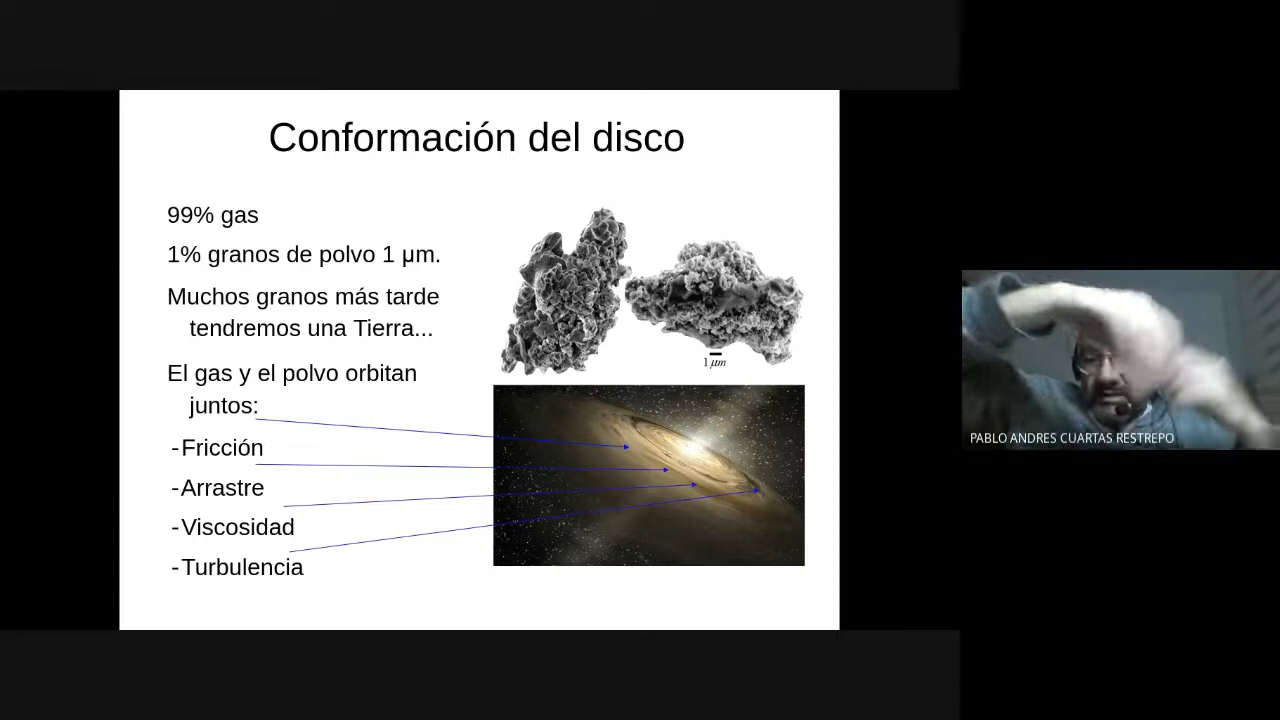 Conformación del disco
99% gas
1% granos de polvo 1 μm.
Muchos granos más tarde
tendremos una Tierra...
El gas y el polvo orbitan
juntos:
-Fricción
-Arrastre
-Viscosidad
-Turbulencia
1 μm
PABLO ANDRES CUARTAS RESTREPO